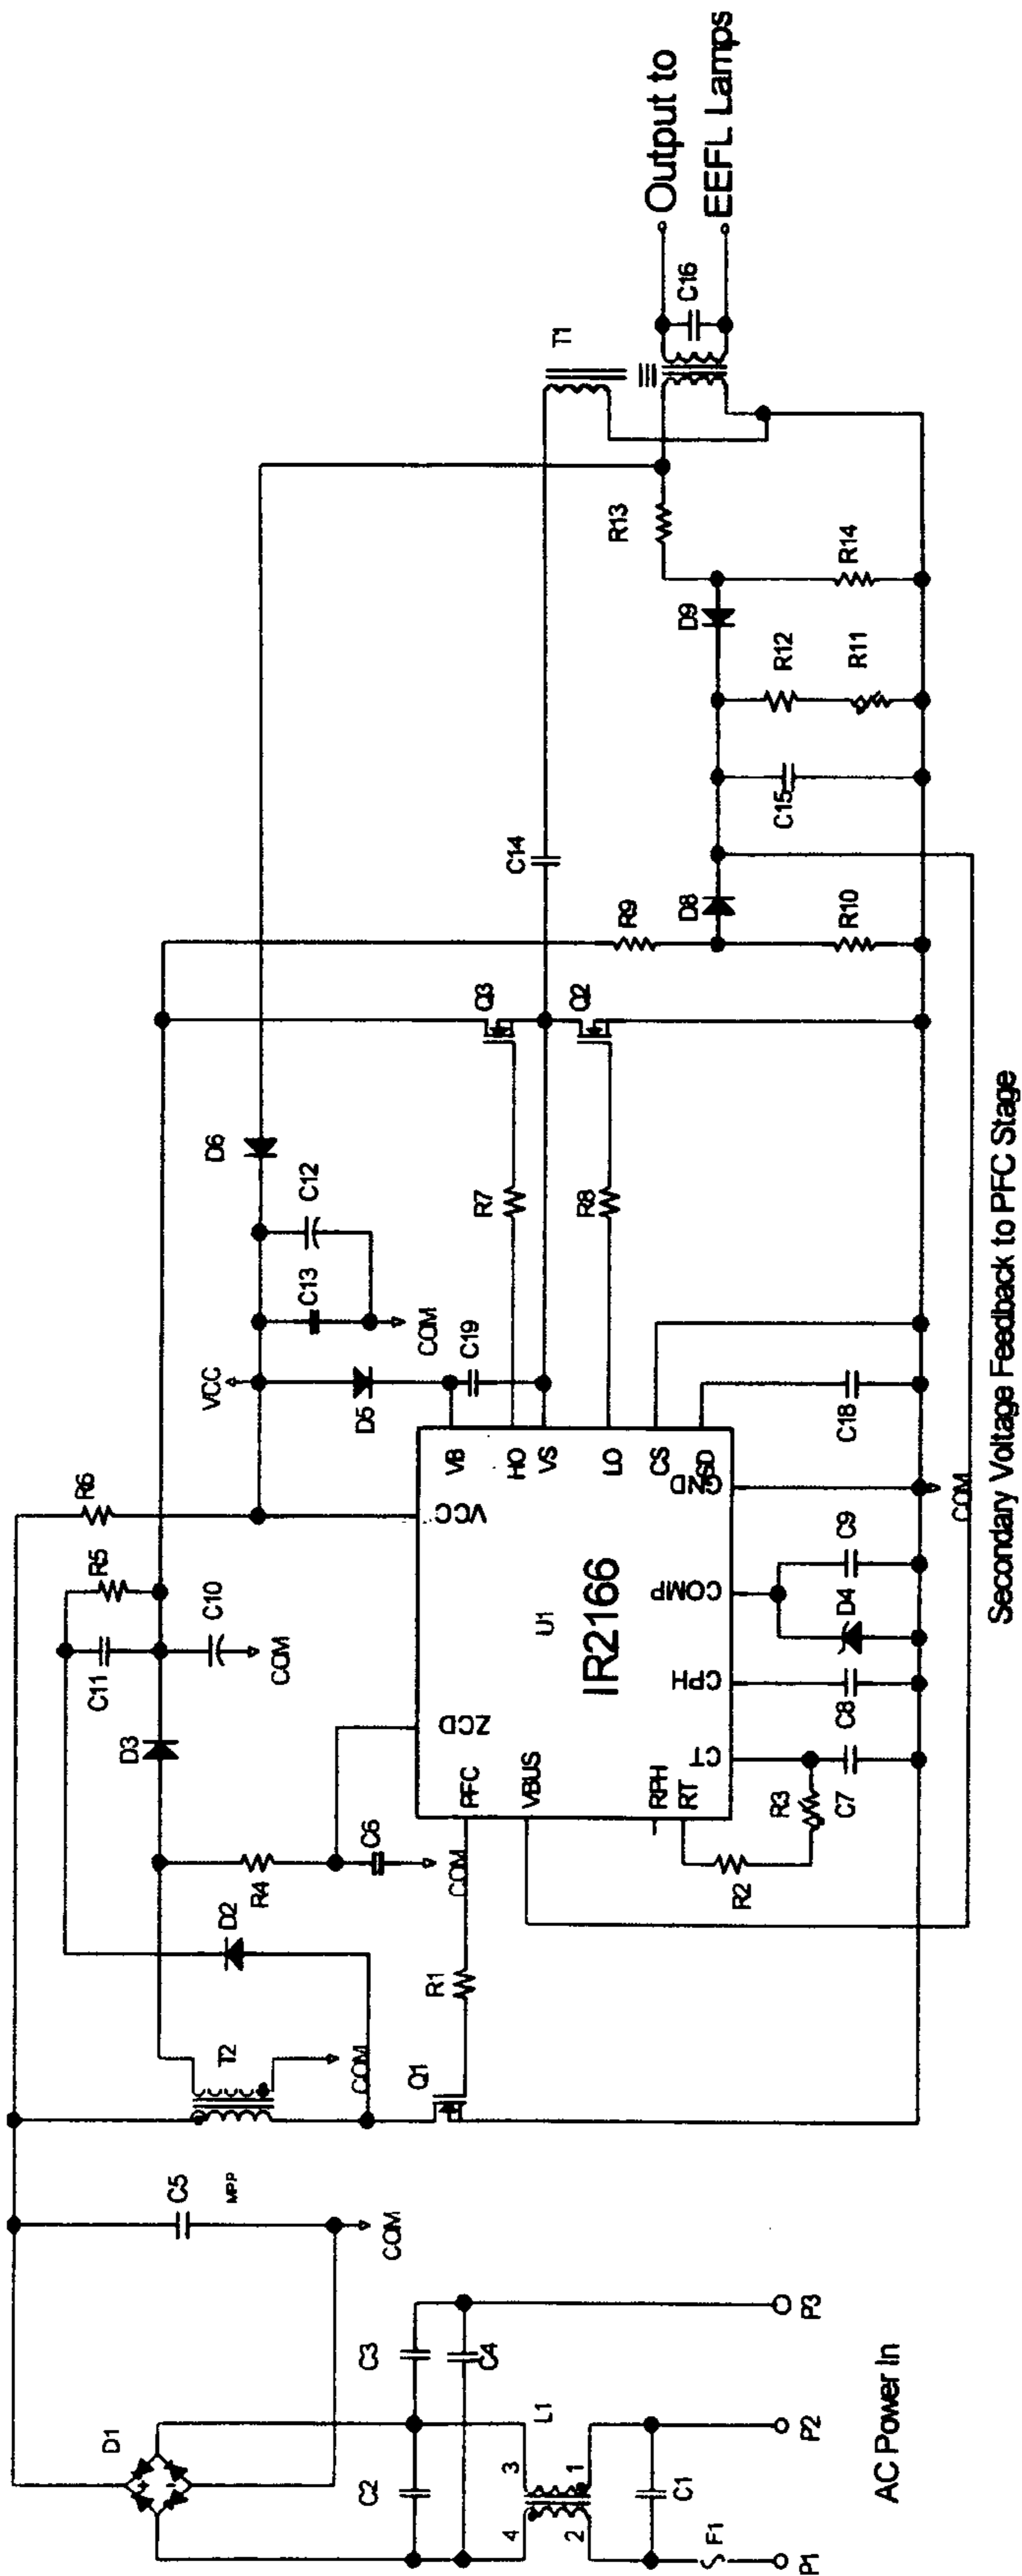 AC Power In
P1
P2
P3
F1
C1
2
1
4
3
L1
C2
C3
C4
D1
C5
MPP
COM
T2
COM
Q1
R1
D2
R4
C6
COM
D3
C11
R5
C10
COM
R6
VCC
D5
C13
C12
COM
D6
C19
U1
IR2166
PFC
VBUS
RPH
RT
ZCD
VCC
VB
HO
VS
LO
CS
SD
GND
COMP
CPH
CT
R2
R3
C7
C8
D4
C9
COM
C18
R7
R8
Q3
Q2
R9
D8
R10
C14
C15
D9
R12
R11
R13
R14
T1
C16
Output to
EEFL Lamps
Secondary Voltage Feedback to PFC Stage